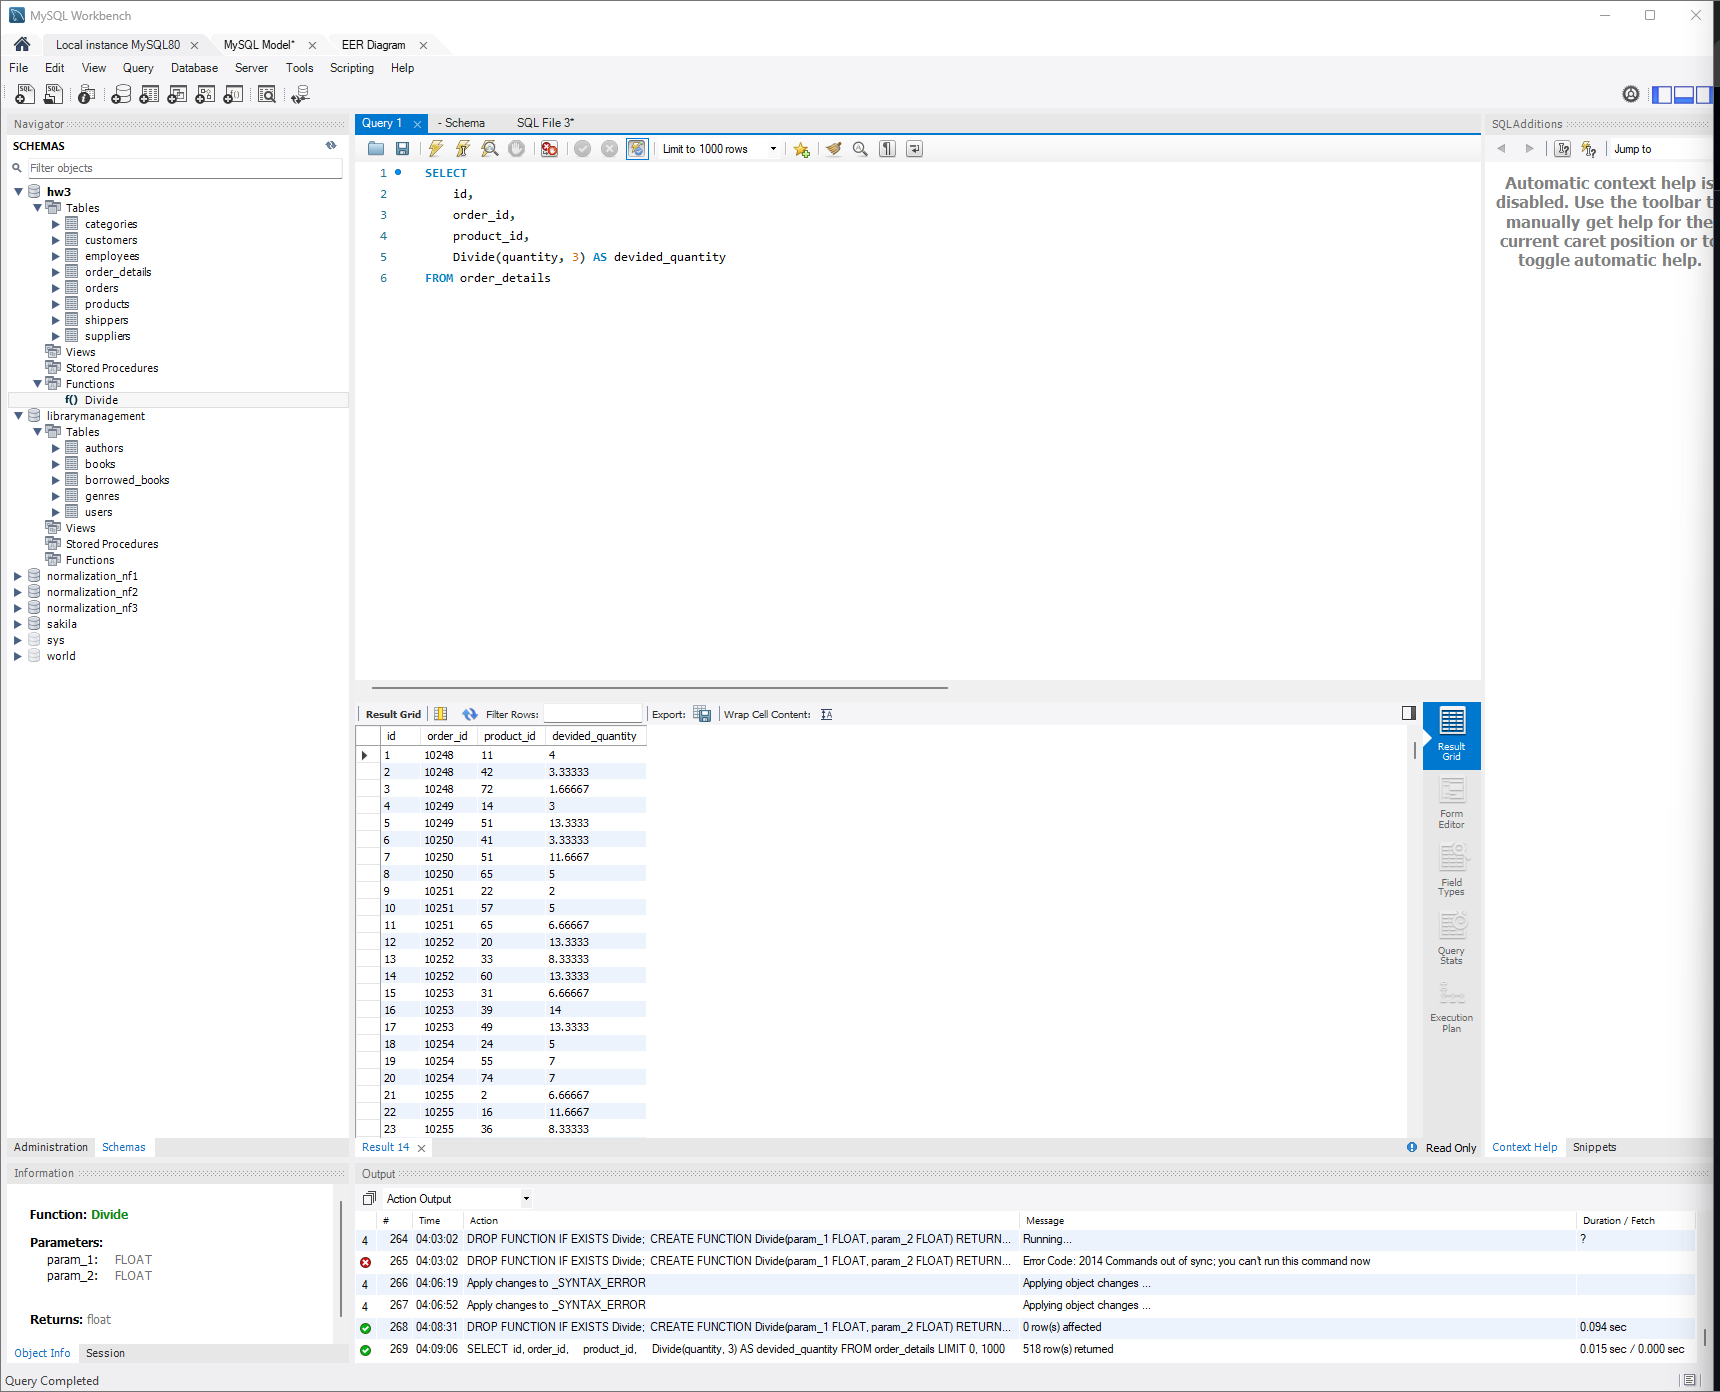 MySQL Workbench
Local instance MySQL80
MySQL Model*
EER Diagram
File Edit View Query Database Server Tools Scripting Help
Navigator
SCHEMAS
Filter objects
hw3
Tables
categories
customers
employees
order_details
orders
products
shippers
suppliers
Views
Stored Procedures
Functions
f() Divide
librarymanagement
Tables
authors
books
borrowed_books
genres
users
Views
Stored Procedures
Functions
normalization_nf1
normalization_nf2
normalization_nf3
sakila
sys
world
Administration Schemas
Information
Function: Divide
Parameters:
param_1: FLOAT
param_2: FLOAT
Returns: float
Object Info Session
Query Completed
Query 1 - Schema SQL File 3*
Limit to 1000 rows
1 SELECT
2 id,
3 order_id,
4 product_id,
5 Divide(quantity, 3) AS devided_quantity
6 FROM order_details
Result Grid Filter Rows: Export: Wrap Cell Content:
id order_id product_id devided_quantity
1 10248 11 4
2 10248 42 3.33333
3 10248 72 1.66667
4 10249 14 3
5 10249 51 13.3333
6 10250 41 3.33333
7 10250 51 11.6667
8 10250 65 5
9 10251 22 2
10 10251 57 5
11 10251 65 6.66667
12 10252 20 13.3333
13 10252 33 8.33333
14 10252 60 13.3333
15 10253 31 6.66667
16 10253 39 14
17 10253 49 13.3333
18 10254 24 5
19 10254 55 7
20 10254 74 7
21 10255 2 6.66667
22 10255 16 11.6667
23 10255 36 8.33333
Result 14
Read Only
Result
Grid
Form
Editor
Field
Types
Query
Stats
Execution
Plan
SQLAdditions
Jump to
Automatic context help is
disabled. Use the toolbar t
manually get help for the
current caret position or to
toggle automatic help.
Context Help Snippets
Output
Action Output
# Time Action Message Duration / Fetch
4 264 04:03:02 DROP FUNCTION IF EXISTS Divide; CREATE FUNCTION Divide(param_1 FLOAT, param_2 FLOAT) RETURN... Running... ?
265 04:03:02 DROP FUNCTION IF EXISTS Divide; CREATE FUNCTION Divide(param_1 FLOAT, param_2 FLOAT) RETURN... Error Code: 2014 Commands out of sync; you can't run this command now
4 266 04:06:19 Apply changes to _SYNTAX_ERROR Applying object changes ...
4 267 04:06:52 Apply changes to _SYNTAX_ERROR Applying object changes ...
268 04:08:31 DROP FUNCTION IF EXISTS Divide; CREATE FUNCTION Divide(param_1 FLOAT, param_2 FLOAT) RETURN... 0 row(s) affected 0.094 sec
269 04:09:06 SELECT id, order_id, product_id, Divide(quantity, 3) AS devided_quantity FROM order_details LIMIT 0, 1000 518 row(s) returned 0.015 sec / 0.000 sec